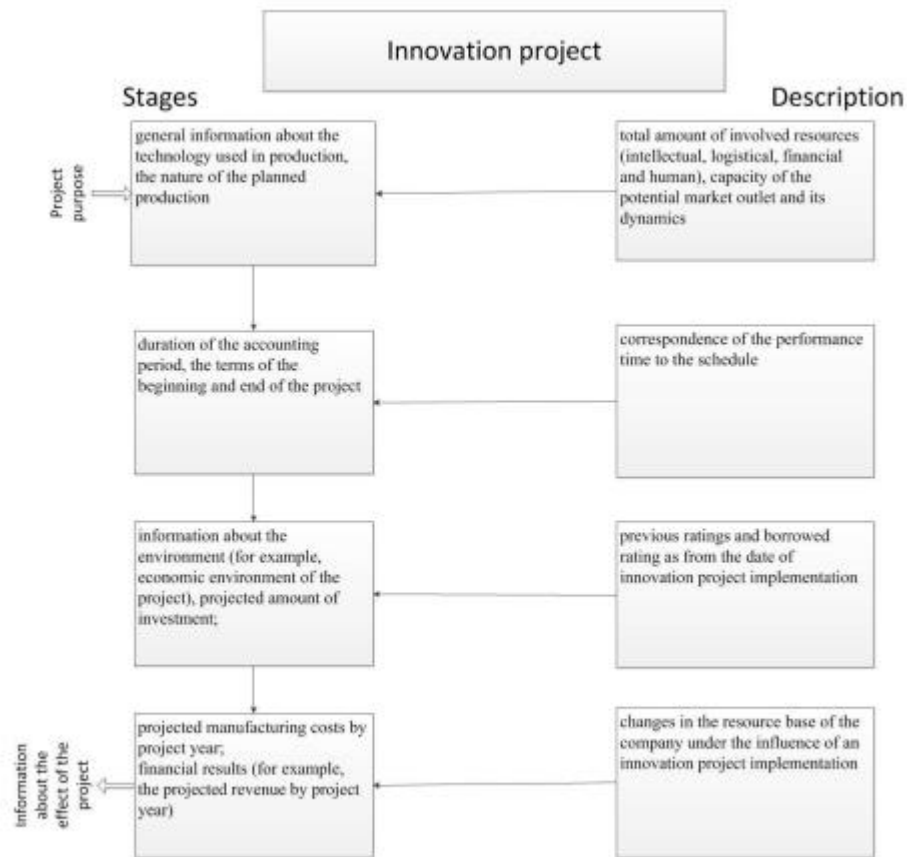 Innovation project
Stages
Description
Project
purpose
general information about the
technology used in production,
the nature of the planned
production
total amount of involved resources
(intellectual, logistical, financial
and human), capacity of the
potential market outlet and its
dynamics
duration of the accounting
period, the terms of the
beginning and end of the project
correspondence of the performance
time to the schedule
information about the
environment (for example,
economic environment of the
project), projected amount of
investment;
previous ratings and borrowed
rating as from the date of
innovation project implementation
Information
about the
effect of the
project
projected manufacturing costs by
project year;
financial results (for example,
the projected revenue by project
year)
changes in the resource base of the
company under the influence of an
innovation project implementation